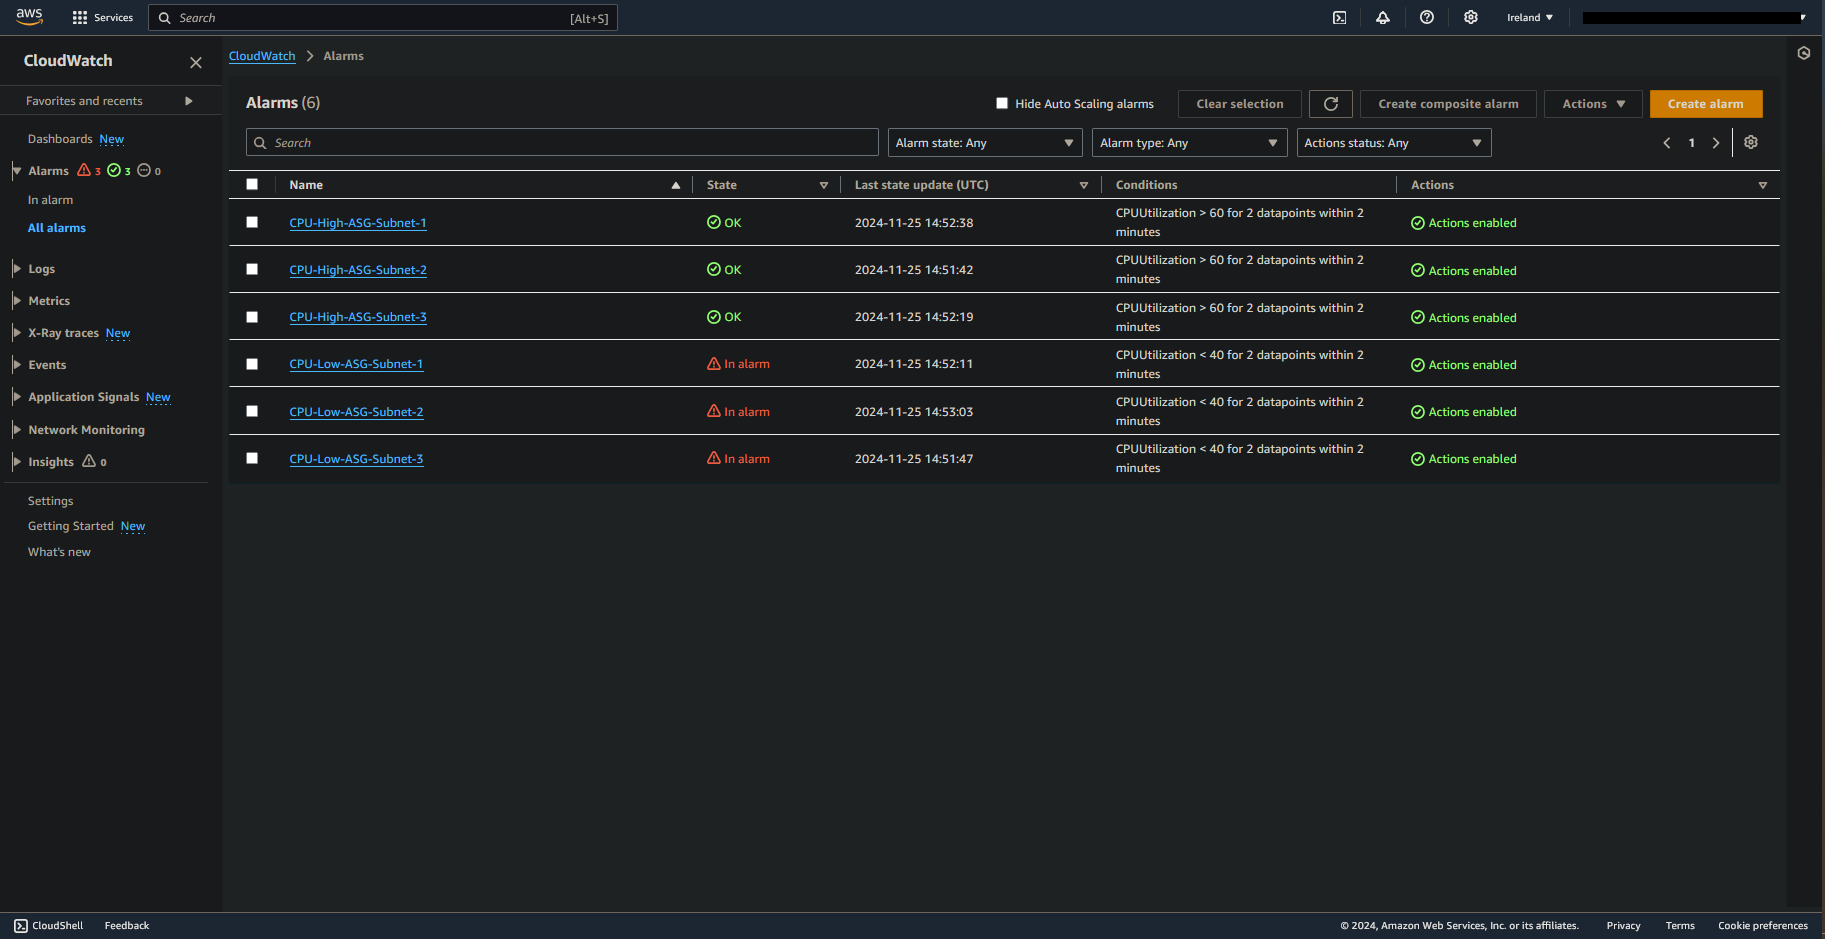 aws Services Search [Alt+S] Ireland
CloudWatch
Favorites and recents
Dashboards New
Alarms 3 3 0
In alarm
All alarms
Logs
Metrics
X-Ray traces New
Events
Application Signals New
Network Monitoring
Insights 0
Settings
Getting Started New
What's new
CloudWatch Alarms
Alarms (6)
Hide Auto Scaling alarms Clear selection Create composite alarm Actions Create alarm
Search Alarm state: Any Alarm type: Any Actions status: Any 1
Name State Last state update (UTC) Conditions Actions
CPU-High-ASG-Subnet-1 OK 2024-11-25 14:52:38 CPUUtilization > 60 for 2 datapoints within 2
minutes Actions enabled
CPU-High-ASG-Subnet-2 OK 2024-11-25 14:51:42 CPUUtilization > 60 for 2 datapoints within 2
minutes Actions enabled
CPU-High-ASG-Subnet-3 OK 2024-11-25 14:52:19 CPUUtilization > 60 for 2 datapoints within 2
minutes Actions enabled
CPU-Low-ASG-Subnet-1 In alarm 2024-11-25 14:52:11 CPUUtilization < 40 for 2 datapoints within 2
minutes Actions enabled
CPU-Low-ASG-Subnet-2 In alarm 2024-11-25 14:53:03 CPUUtilization < 40 for 2 datapoints within 2
minutes Actions enabled
CPU-Low-ASG-Subnet-3 In alarm 2024-11-25 14:51:47 CPUUtilization < 40 for 2 datapoints within 2
minutes Actions enabled
CloudShell Feedback © 2024, Amazon Web Services, Inc. or its affiliates. Privacy Terms Cookie preferences